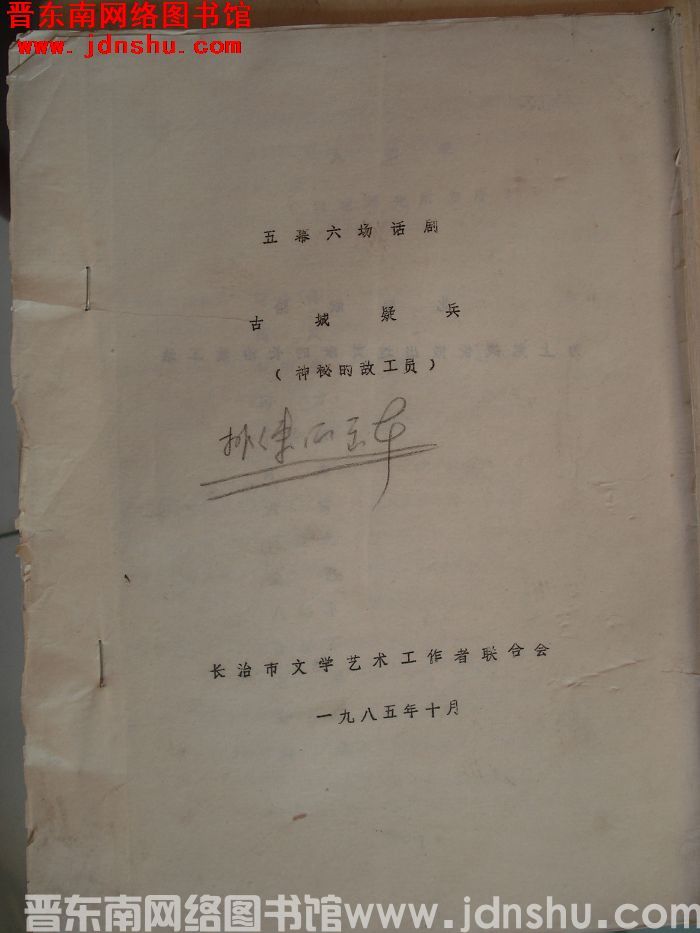 晋东南网络图书馆
www.jdnshu.com
五幕六场话剧
古城疑兵
（神秘的敌工员）
长治市文学艺术工作者联合会
一九八五年十月
晋东南网络图书馆www.jdnshu.com